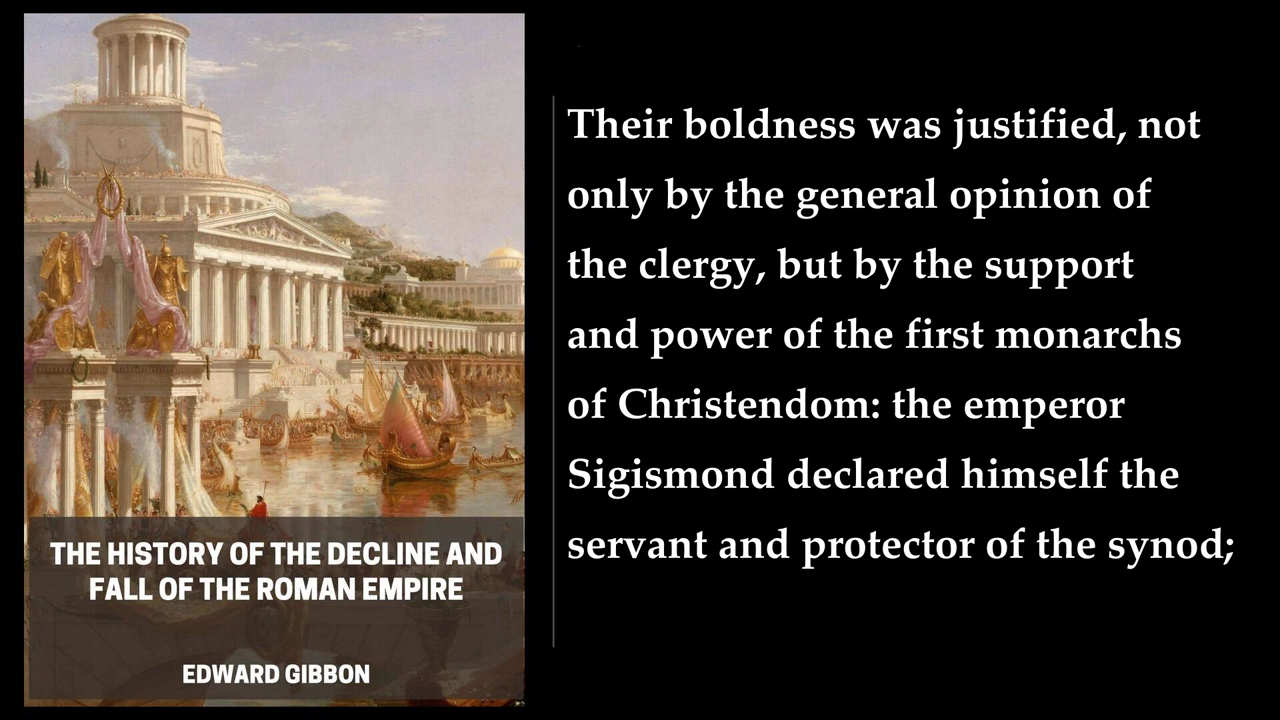 THE HISTORY OF THE DECLINE AND
FALL OF THE ROMAN EMPIRE
EDWARD GIBBON
Their boldness was justified, not
only by the general opinion of
the clergy, but by the support
and power of the first monarchs
of Christendom: the emperor
Sigismond declared himself the
servant and protector of the synod;